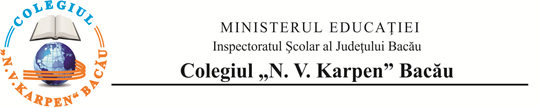 COLEGIUL
„N.V.KARPEN“ BACĂU
MINISTERUL EDUCAȚIEI
Inspectoratul Școlar al Județului Bacău
Colegiul „N. V. Karpen” Bacău